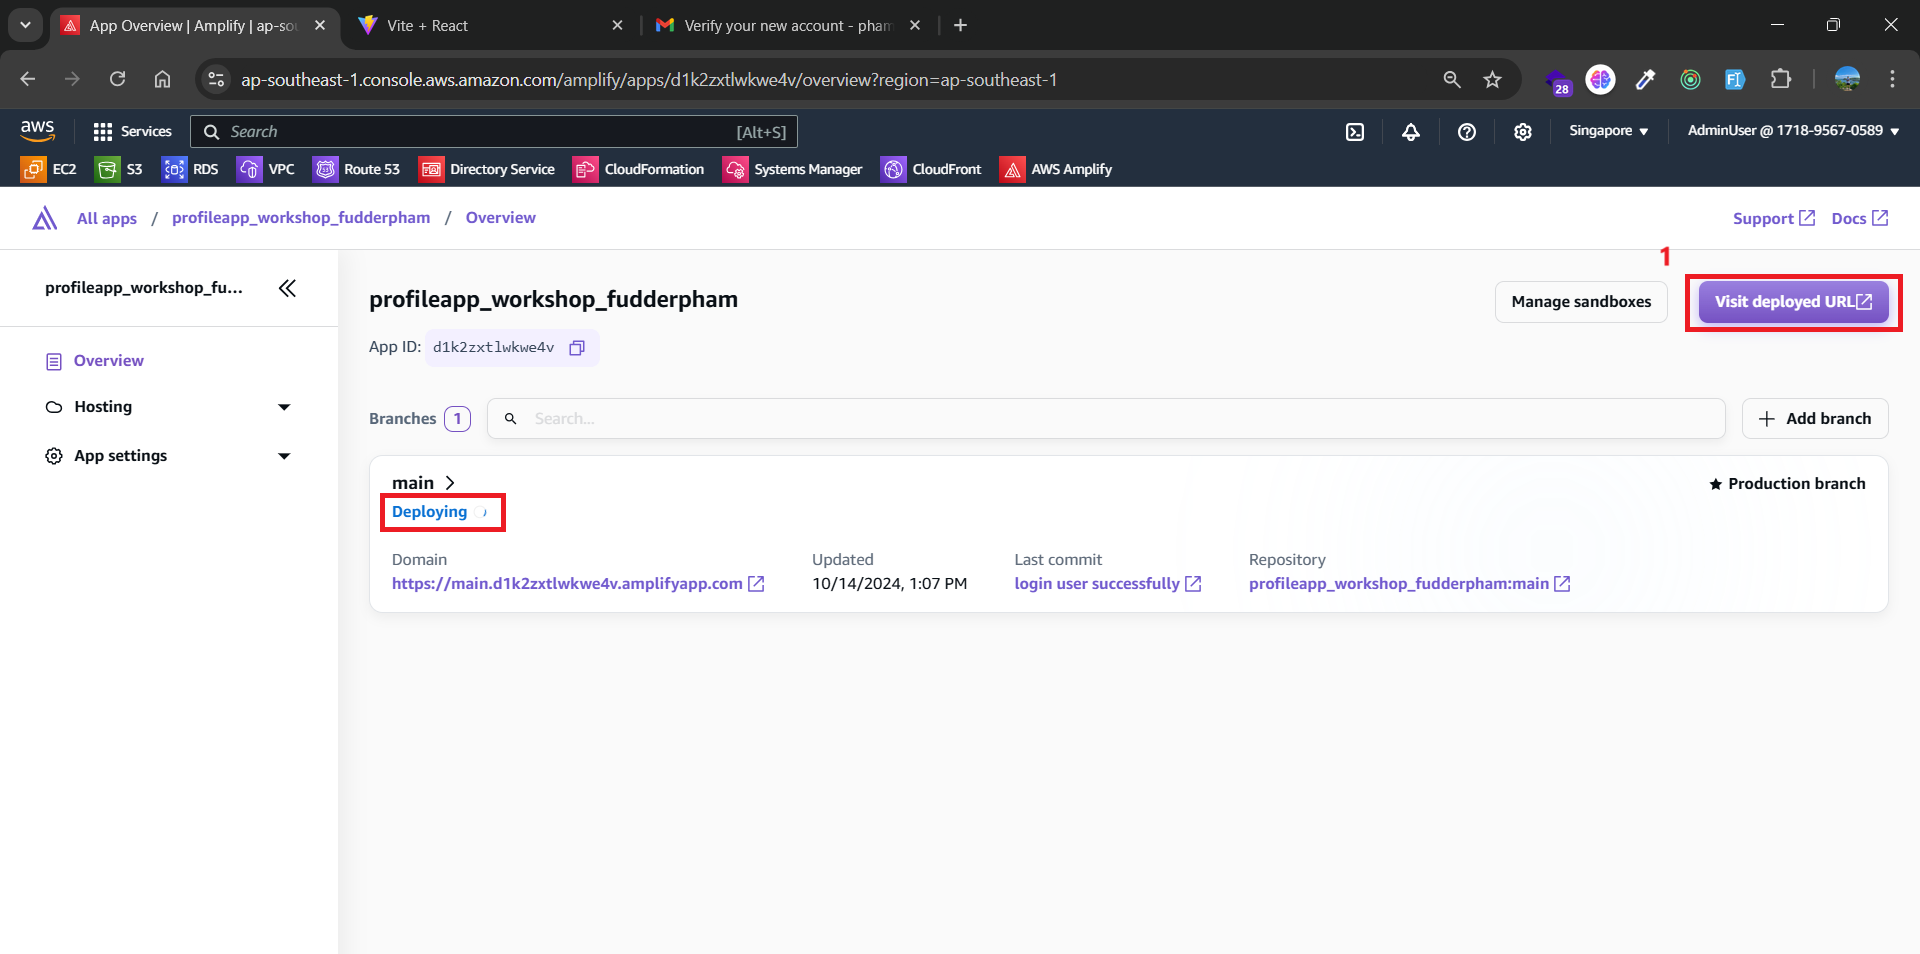 App Overview | Amplify | ap-so
Vite + React
Verify your new account - pham
ap-southeast-1.console.aws.amazon.com/amplify/apps/d1k2zxtlwkwe4v/overview?region=ap-southeast-1
28
aws
Services
Search
[Alt+S]
Singapore
AdminUser @ 1718-9567-0589
EC2
S3
RDS
VPC
Route 53
Directory Service
CloudFormation
Systems Manager
CloudFront
AWS Amplify
All apps / profileapp_workshop_fudderpham / Overview
Support
Docs
1
profileapp_workshop_fu...
profileapp_workshop_fudderpham
Manage sandboxes
Visit deployed URL
App ID: d1k2zxtlwkwe4v
Overview
Hosting
App settings
Branches 1
Search...
Add branch
main
Production branch
Deploying
Domain
Updated
Last commit
Repository
https://main.d1k2zxtlwkwe4v.amplifyapp.com
10/14/2024, 1:07 PM
login user successfully
profileapp_workshop_fudderpham:main